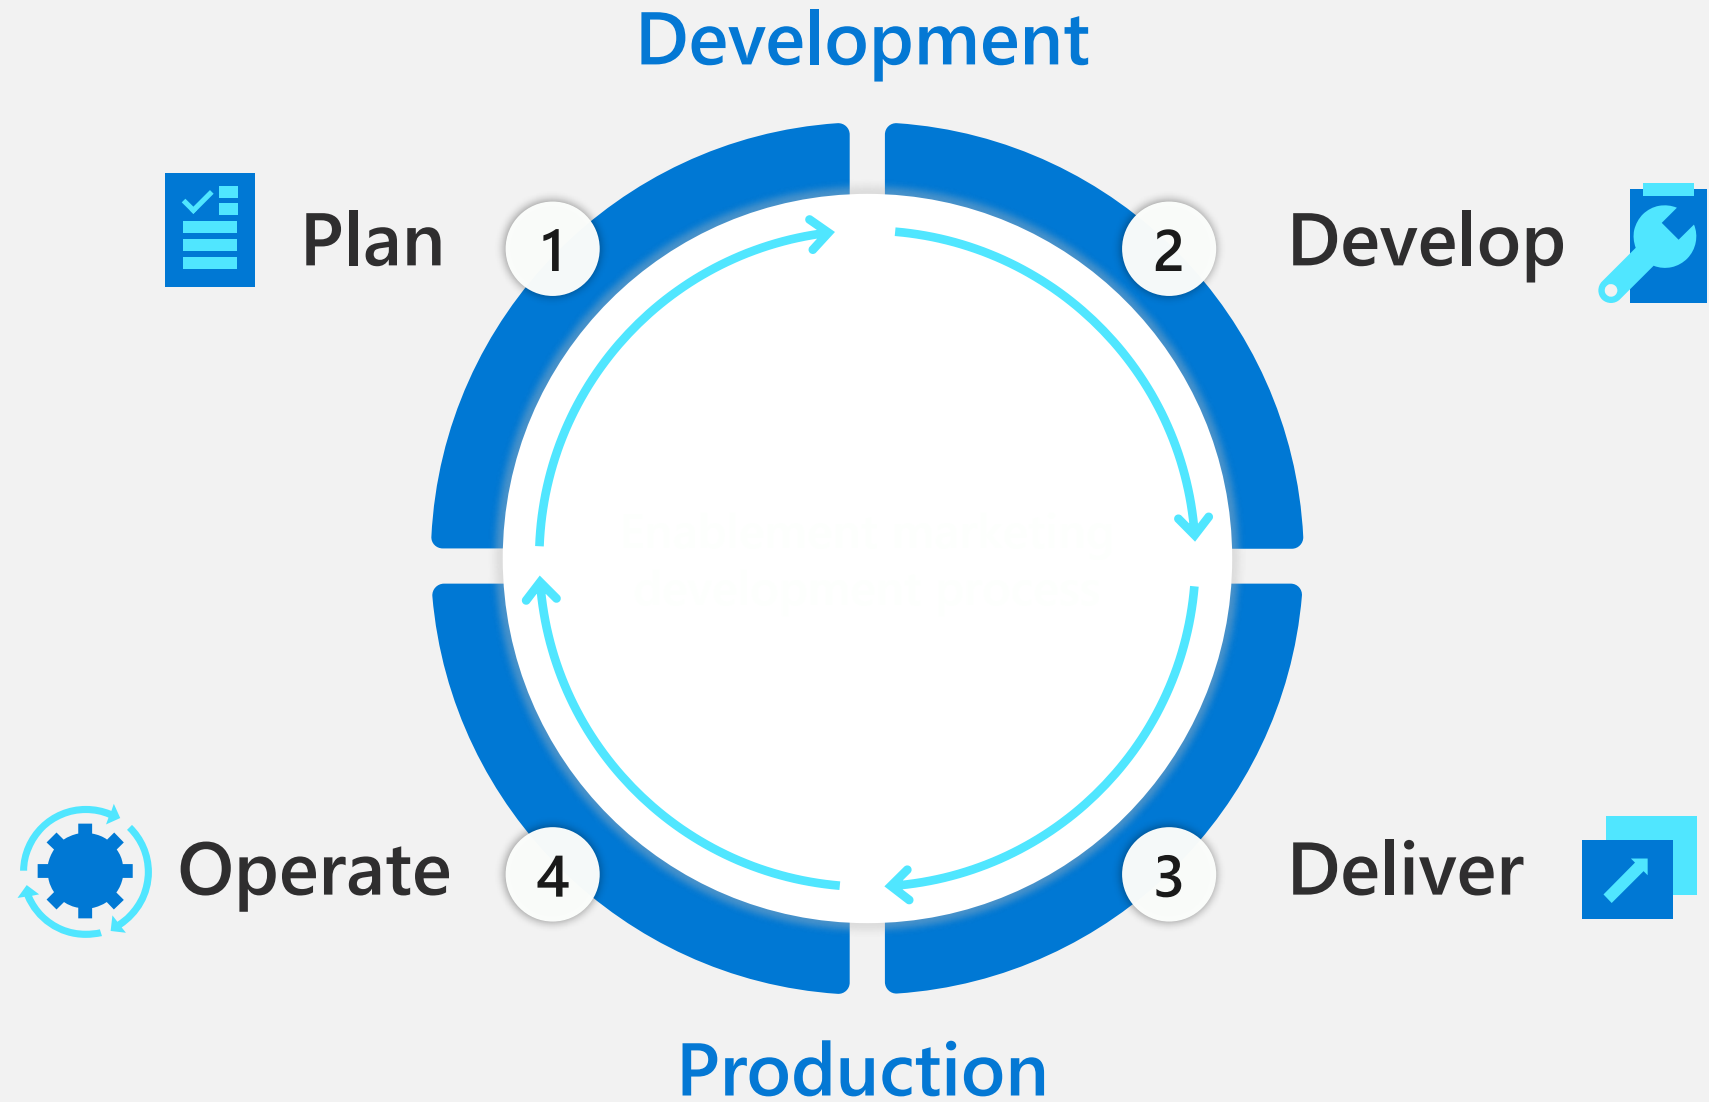 Development
Plan
1
2
Develop
Operate
4
3
Deliver
Production